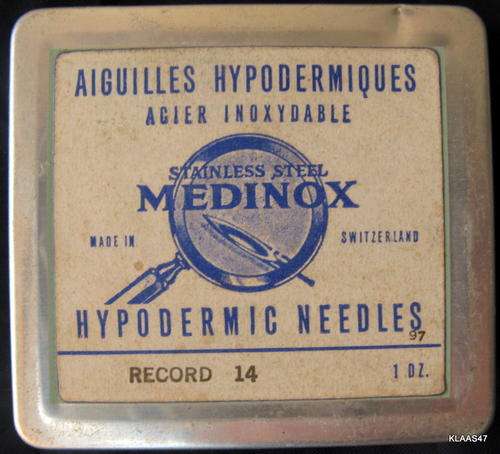 AIGUILLES HYPODERMIQUES
ACIER INOXYDABLE
STAINLESS STEEL
MEDINOX
MADE IN SWITZERLAND
HYPODERMIC NEEDLES
97
RECORD 14 1 DZ.
KLAAS47